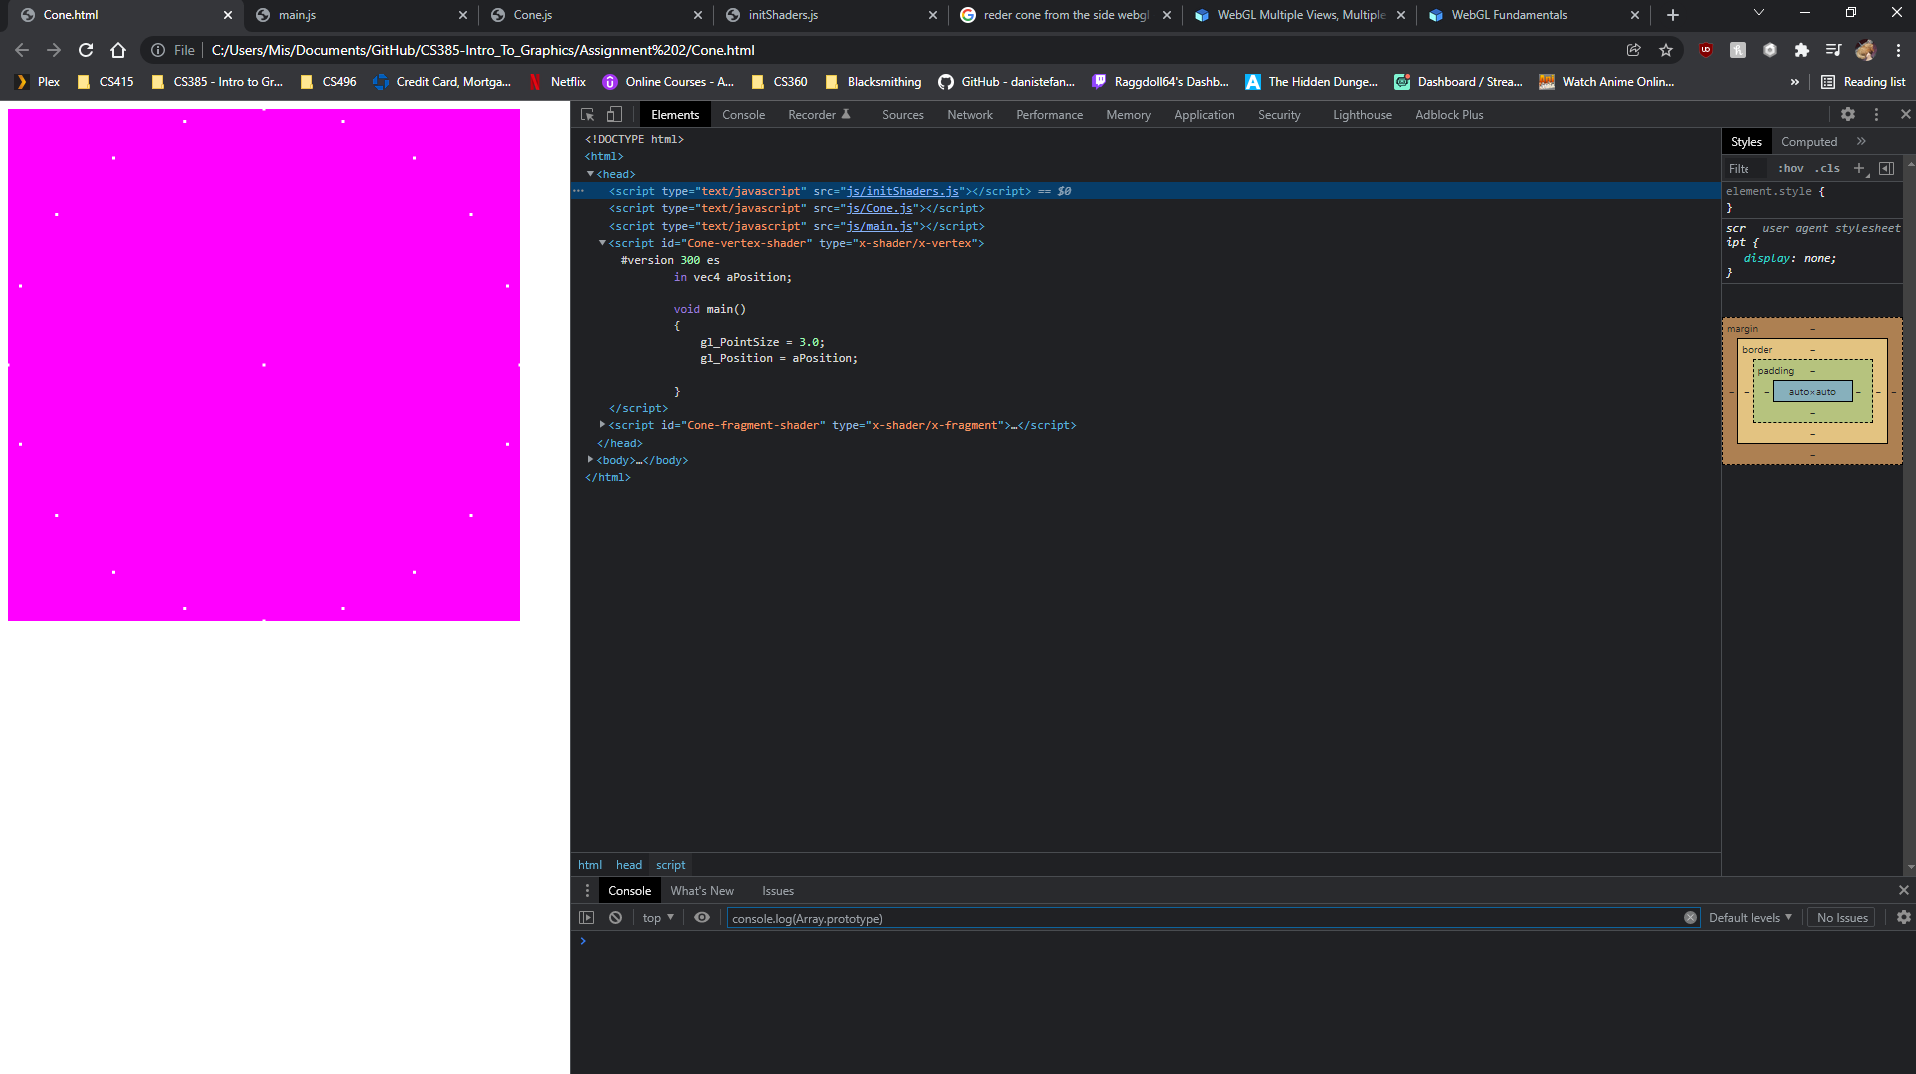 Cone.html
main.js
Cone.js
initShaders.js
reder cone from the side webgl
WebGL Multiple Views, Multiple
WebGL Fundamentals
File
C:/Users/Mis/Documents/GitHub/CS385-Intro_To_Graphics/Assignment%202/Cone.html
Plex
CS415
CS385 - Intro to Gr...
CS496
Credit Card, Mortga...
Netflix
Online Courses - A...
CS360
Blacksmithing
GitHub - danistefan...
Raggdoll64's Dashb...
The Hidden Dunge...
Dashboard / Strea...
Watch Anime Onlin...
»
Reading list
Elements
Console
Recorder
Sources
Network
Performance
Memory
Application
Security
Lighthouse
Adblock Plus
<!DOCTYPE html>
<html>
<head>
<script type="text/javascript" src="js/initShaders.js"></script> == $0
<script type="text/javascript" src="js/Cone.js"></script>
<script type="text/javascript" src="js/main.js"></script>
<script id="Cone-vertex-shader" type="x-shader/x-vertex">
#version 300 es
in vec4 aPosition;
void main()
{
gl_PointSize = 3.0;
gl_Position = aPosition;
}
</script>
<script id="Cone-fragment-shader" type="x-shader/x-fragment">…</script>
</head>
<body>…</body>
</html>
Styles
Computed
»
Filte
:hov
.cls
+
element.style {
}
scr user agent stylesheet
ipt {
display: none;
}
margin
border
padding
auto×auto
html
head
script
Console
What's New
Issues
top
console.log(Array.prototype)
Default levels
No Issues